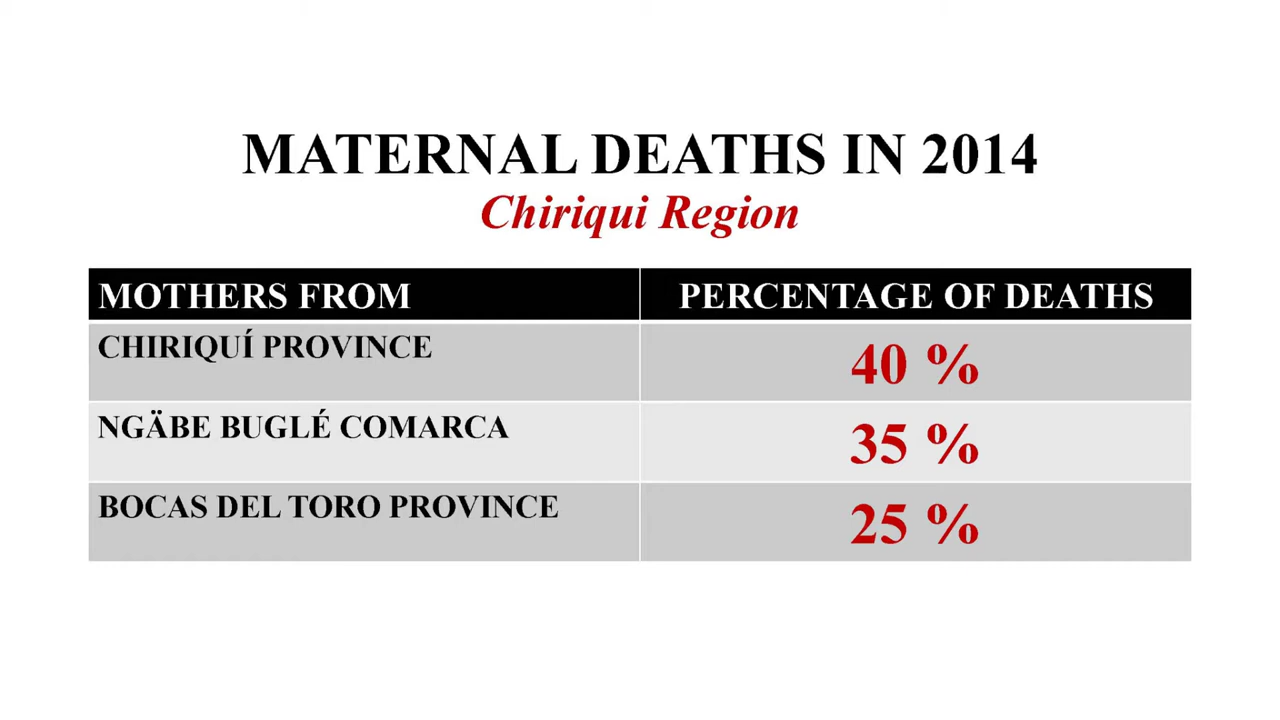 MATERNAL DEATHS IN 2014
Chiriqui Region
MOTHERS FROM PERCENTAGE OF DEATHS
CHIRIQUÍ PROVINCE 40 %
NGÄBE BUGLÉ COMARCA 35 %
BOCAS DEL TORO PROVINCE 25 %